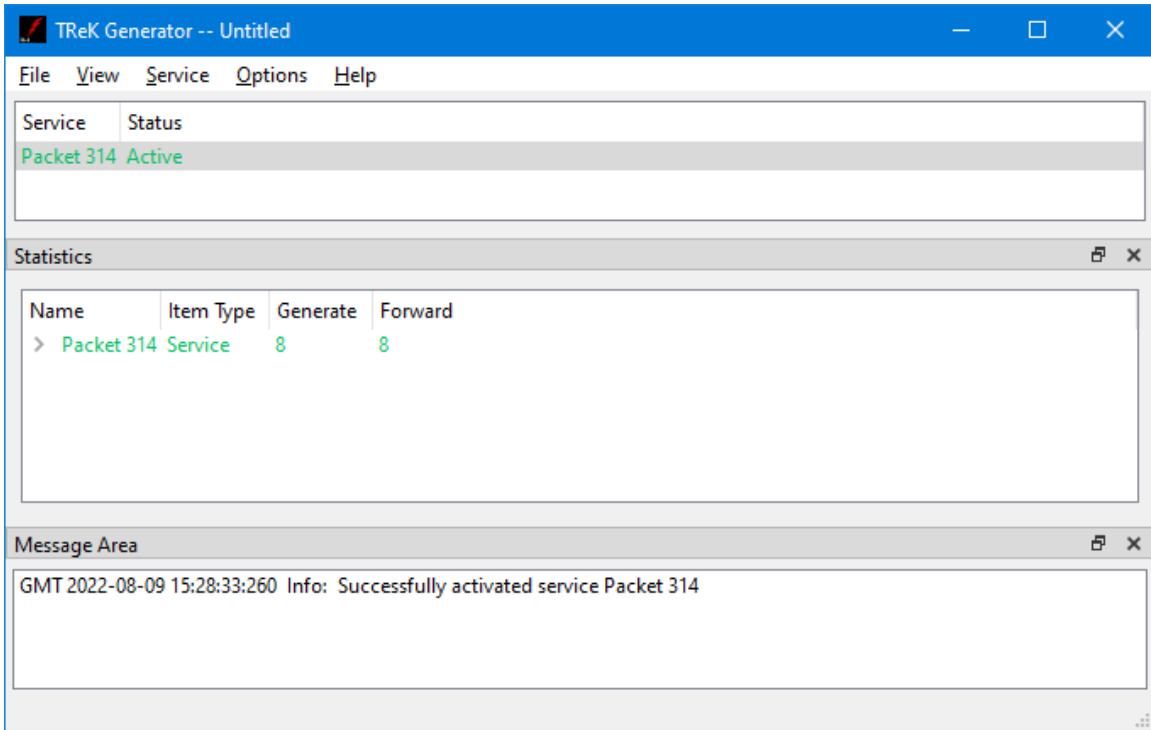 TReK Generator -- Untitled
File View Service Options Help
Service Status
Packet 314 Active
Statistics
Name Item Type Generate Forward
Packet 314 Service 8 8
Message Area
GMT 2022-08-09 15:28:33:260 Info: Successfully activated service Packet 314